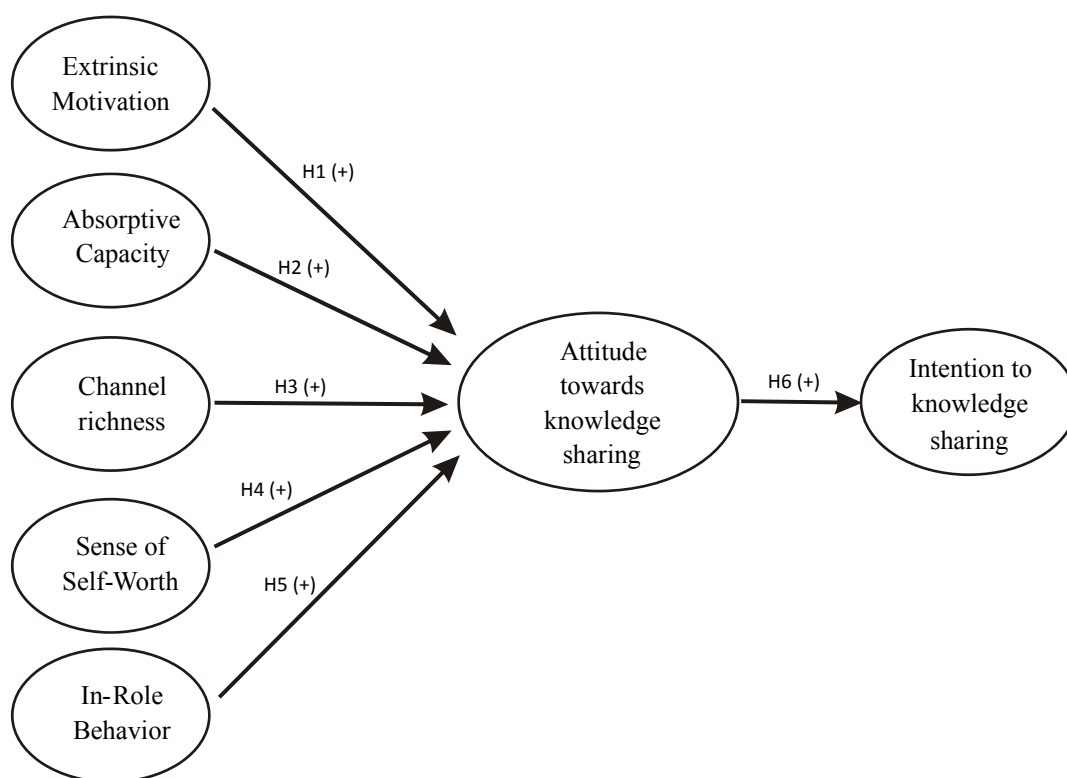 Extrinsic
Motivation
H1 (+)
Absorptive
Capacity
H2 (+)
Channel
richness
H3 (+)
Sense of
Self-Worth
H4 (+)
In-Role
Behavior
H5 (+)
Attitude
towards
knowledge
sharing
H6 (+)
Intention to
knowledge
sharing